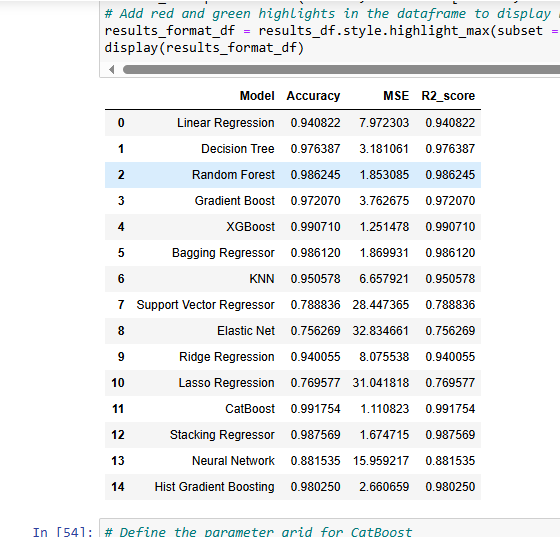 # Add red and green highlights in the dataframe to display
results_format_df = results_df.style.highlight_max(subset =
display(results_format_df)
Model Accuracy MSE R2_score
0 Linear Regression 0.940822 7.972303 0.940822
1 Decision Tree 0.976387 3.181061 0.976387
2 Random Forest 0.986245 1.853085 0.986245
3 Gradient Boost 0.972070 3.762675 0.972070
4 XGBoost 0.990710 1.251478 0.990710
5 Bagging Regressor 0.986120 1.869931 0.986120
6 KNN 0.950578 6.657921 0.950578
7 Support Vector Regressor 0.788836 28.447365 0.788836
8 Elastic Net 0.756269 32.834661 0.756269
9 Ridge Regression 0.940055 8.075538 0.940055
10 Lasso Regression 0.769577 31.041818 0.769577
11 CatBoost 0.991754 1.110823 0.991754
12 Stacking Regressor 0.987569 1.674715 0.987569
13 Neural Network 0.881535 15.959217 0.881535
14 Hist Gradient Boosting 0.980250 2.660659 0.980250
In [54]: # Define the parameter grid for CatBoost